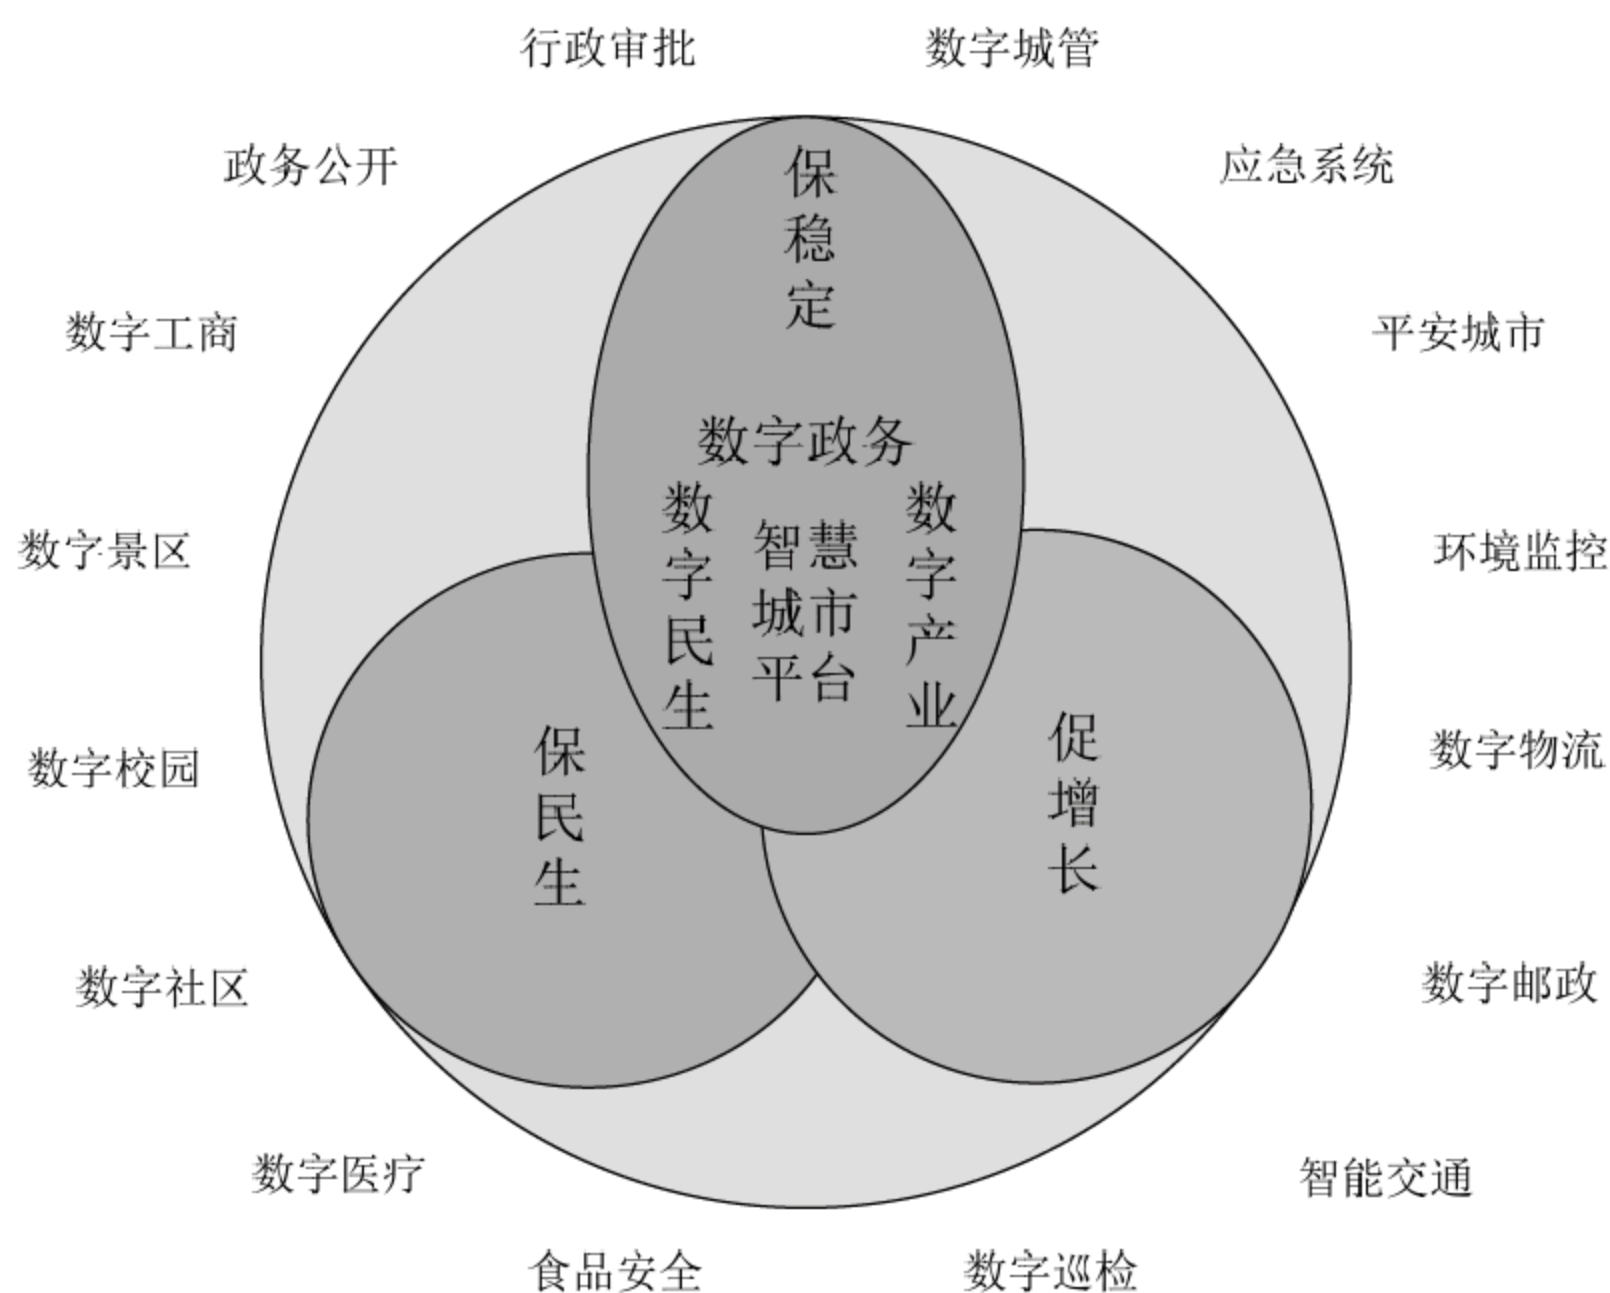 行政审批
数字城管
政务公开
应急系统
数字工商
平安城市
数字景区
环境监控
数字校园
数字物流
数字社区
数字邮政
数字医疗
智能交通
食品安全
数字巡检
保稳定
数字政务
数字民生
智慧
城市
平台
数字产业
保民生
促增长